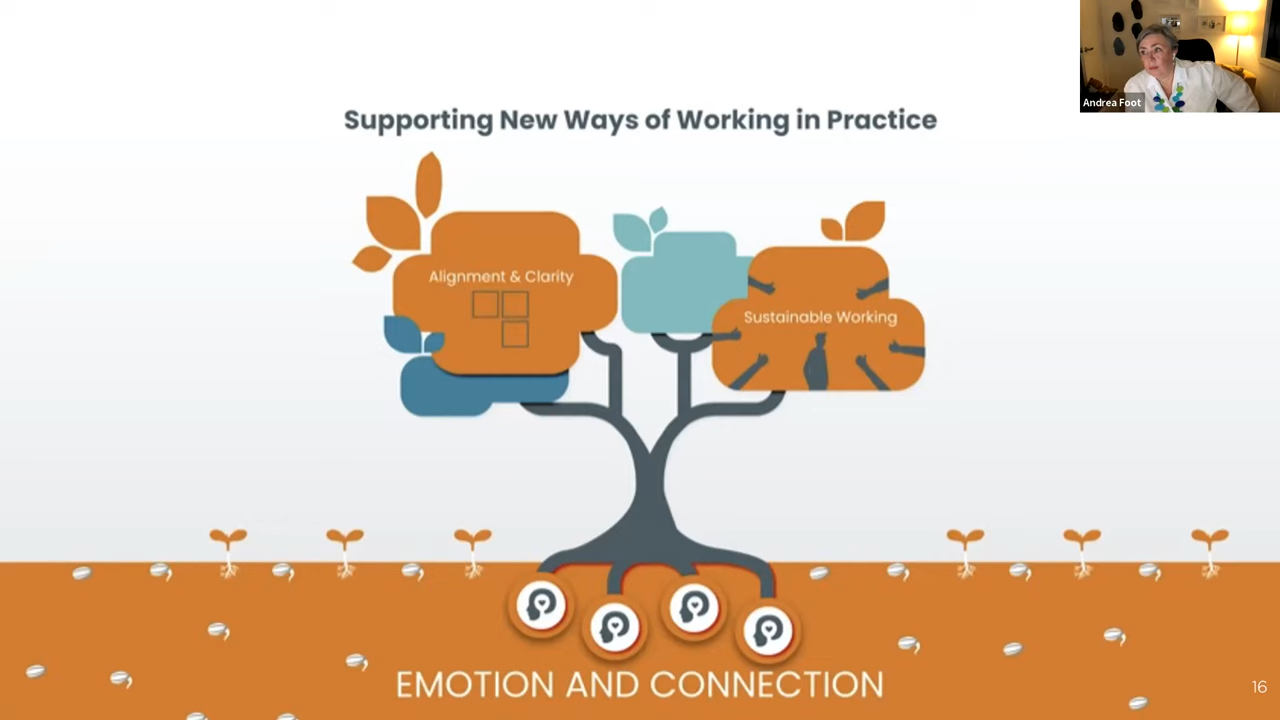 Andrea Foot
Supporting New Ways of Working in Practice
Alignment & Clarity
Sustainable Working
EMOTION AND CONNECTION
16